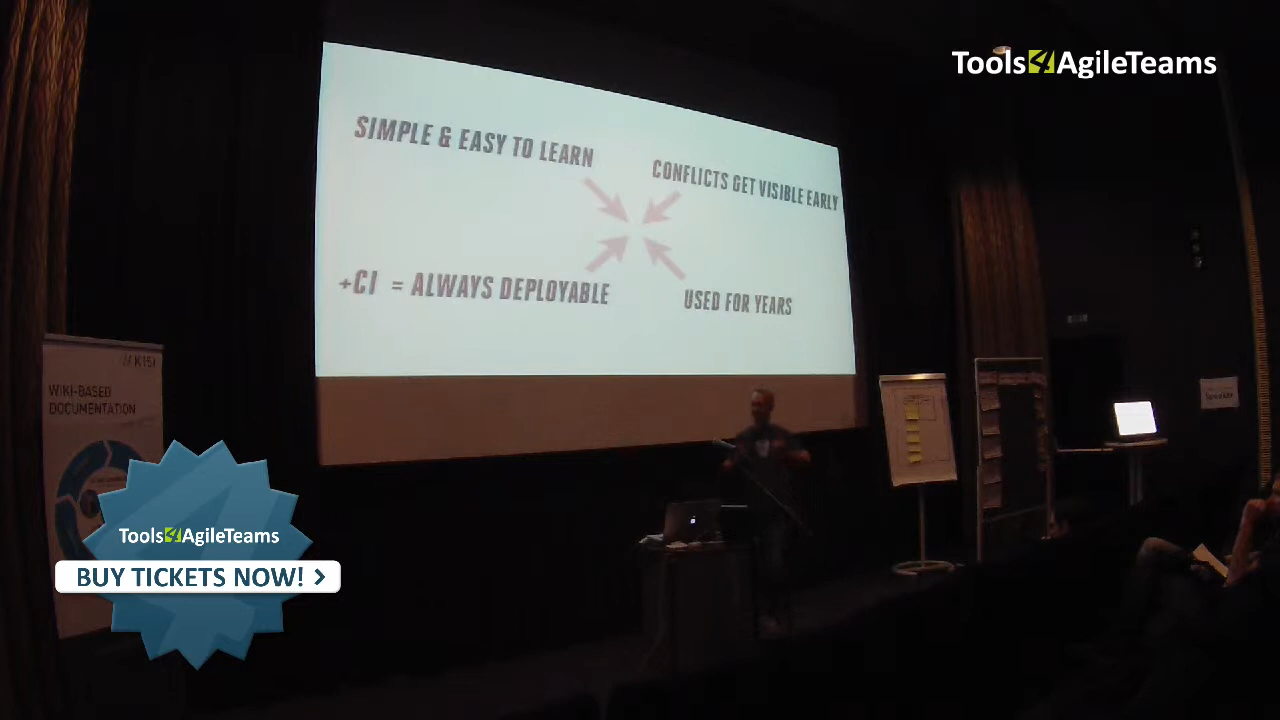 Tools4AgileTeams
SIMPLE & EASY TO LEARN
CONFLICTS GET VISIBLE EARLY
+CI = ALWAYS DEPLOYABLE
USED FOR YEARS
// K15t
WIKI-BASED
DOCUMENTATION
Tools4AgileTeams
BUY TICKETS NOW! >